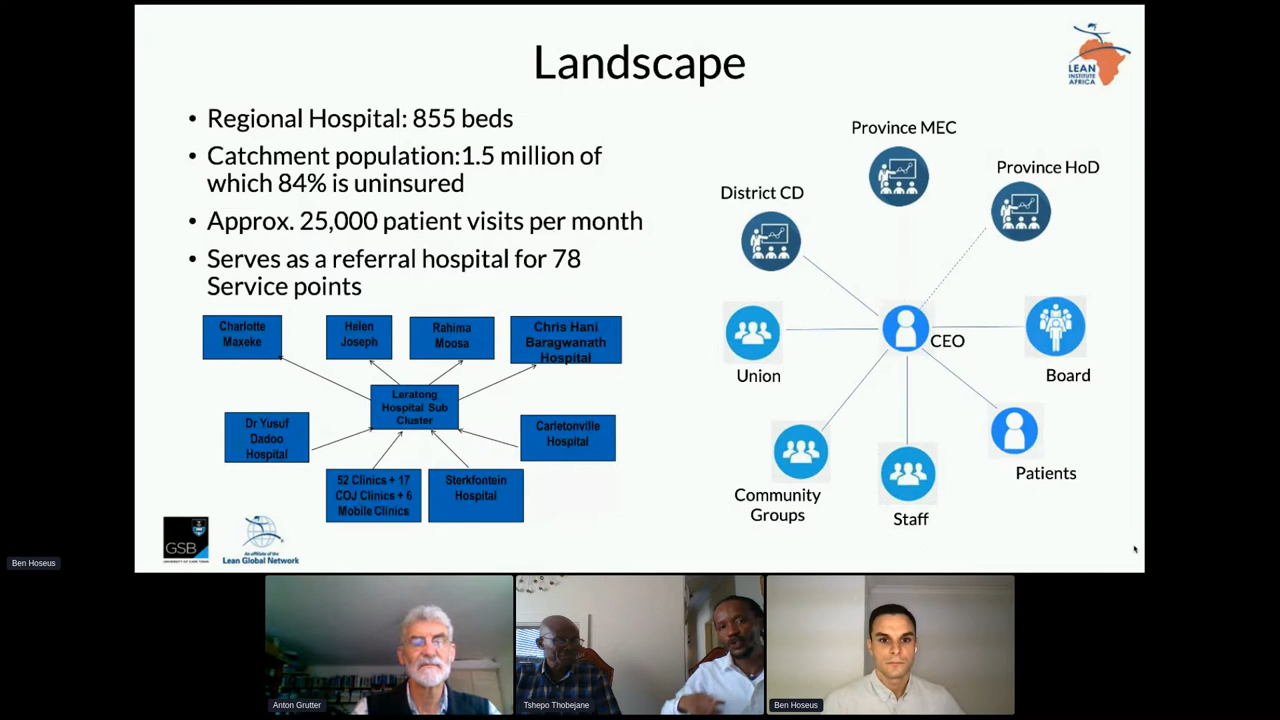 Landscape
LEAN
INSTITUTE
AFRICA
• Regional Hospital: 855 beds
• Catchment population:1.5 million of
which 84% is uninsured
• Approx. 25,000 patient visits per month
• Serves as a referral hospital for 78
Service points
Charlotte
Maxeke
Helen
Joseph
Rahima
Moosa
Chris Hani
Baragwanath
Hospital
Leratong
Hospital Sub
Cluster
Dr Yusuf
Dadoo
Hospital
Carletonville
Hospital
52 Clinics + 17
COJ Clinics + 6
Mobile Clinics
Sterkfontein
Hospital
Province MEC
Province HoD
District CD
CEO
Union
Board
Patients
Community
Groups
Staff
GSB
UNIVERSITY OF CAPE TOWN
An affiliate of the
Lean Global Network
Ben Hoseus
Anton Grutter
Tshepo Thobejane
Ben Hoseus